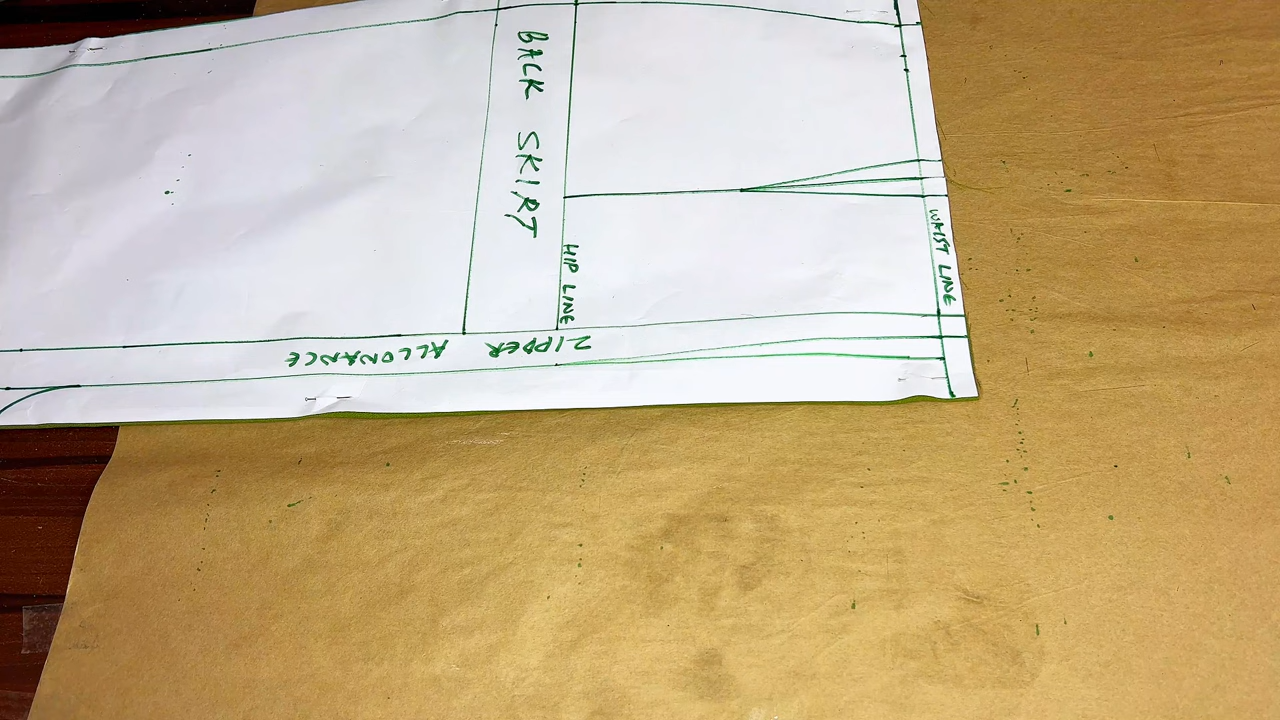 BACK SKIRT
HIP LINE
WAIST LINE
ZIPPER ALLOWANCE